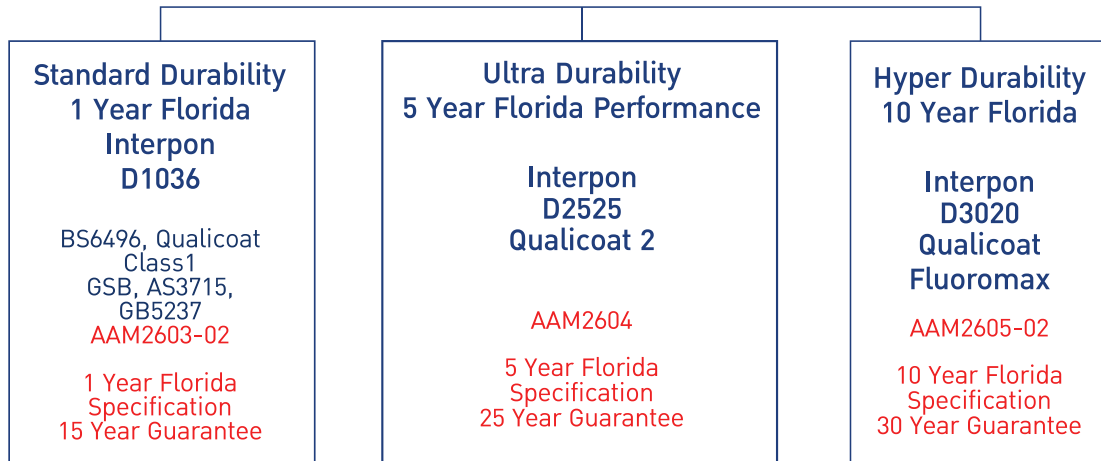 Standard Durability
1 Year Florida
Interpon
D1036
BS6496, Qualicoat
Class1
GSB, AS3715,
GB5237
AAM2603-02
1 Year Florida
Specification
15 Year Guarantee
Ultra Durability
5 Year Florida Performance
Interpon
D2525
Qualicoat 2
AAM2604
5 Year Florida
Specification
25 Year Guarantee
Hyper Durability
10 Year Florida
Interpon
D3020
Qualicoat
Fluoromax
AAM2605-02
10 Year Florida
Specification
30 Year Guarantee